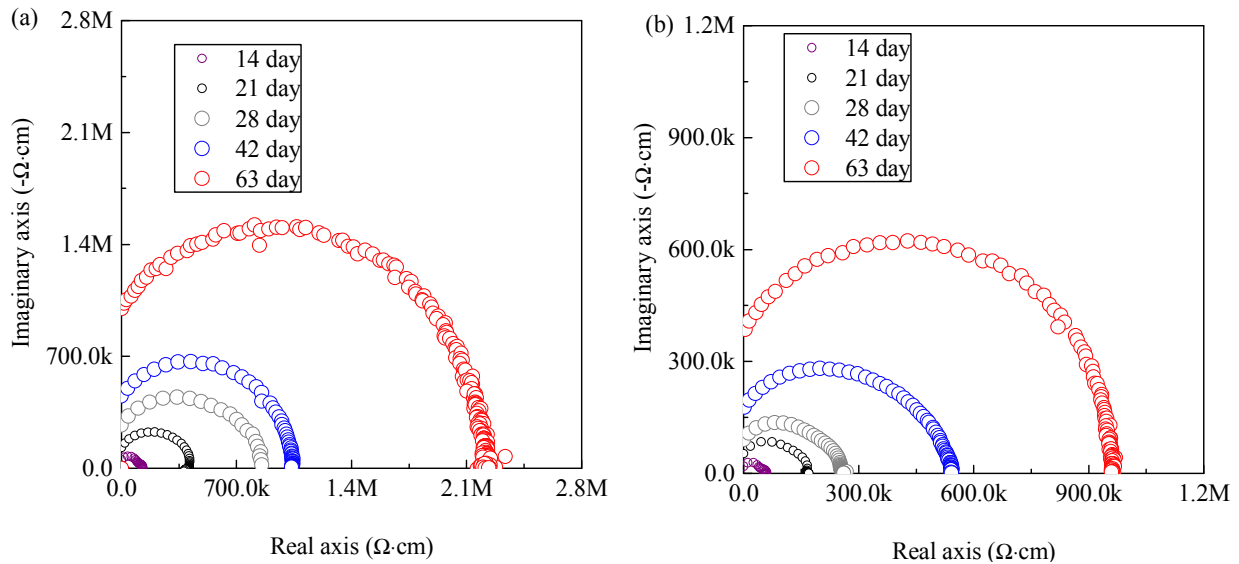 (a)
2.8M
2.1M
1.4M
700.0k
0.0
Imaginary axis (-Ω·cm)
14 day
21 day
28 day
42 day
63 day
0.0 700.0k 1.4M 2.1M 2.8M
Real axis (Ω·cm)
(b)
1.2M
900.0k
600.0k
300.0k
0.0
Imaginary axis (-Ω·cm)
14 day
21 day
28 day
42 day
63 day
0.0 300.0k 600.0k 900.0k 1.2M
Real axis (Ω·cm)